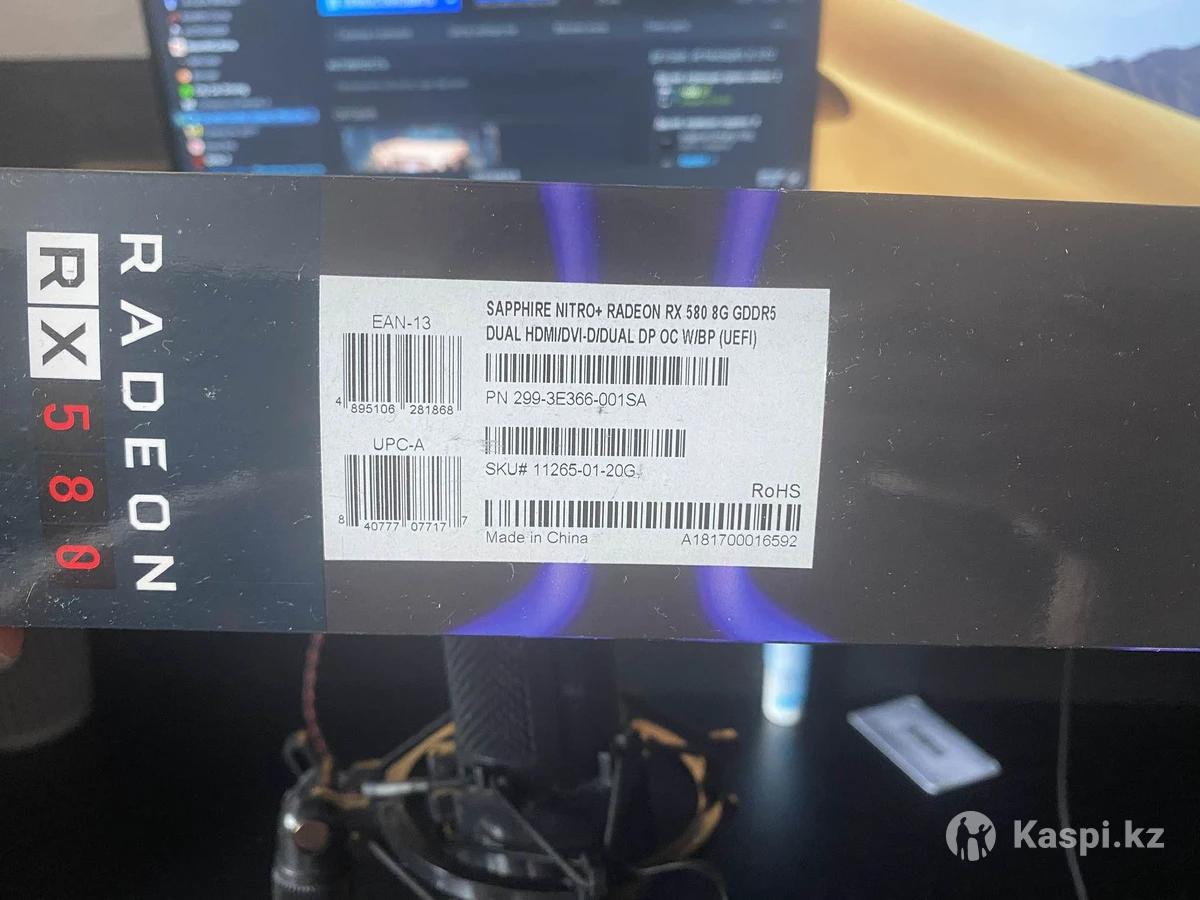 RADEON
RX
580
EAN-13
4 895106 281868
UPC-A
8 40777 07717 7
SAPPHIRE NITRO+ RADEON RX 580 8G GDDR5
DUAL HDMI/DVI-D/DUAL DP OC W/BP (UEFI)
PN 299-3E366-001SA
SKU# 11265-01-20G
RoHS
Made in China
A181700016592
Kaspi.kz